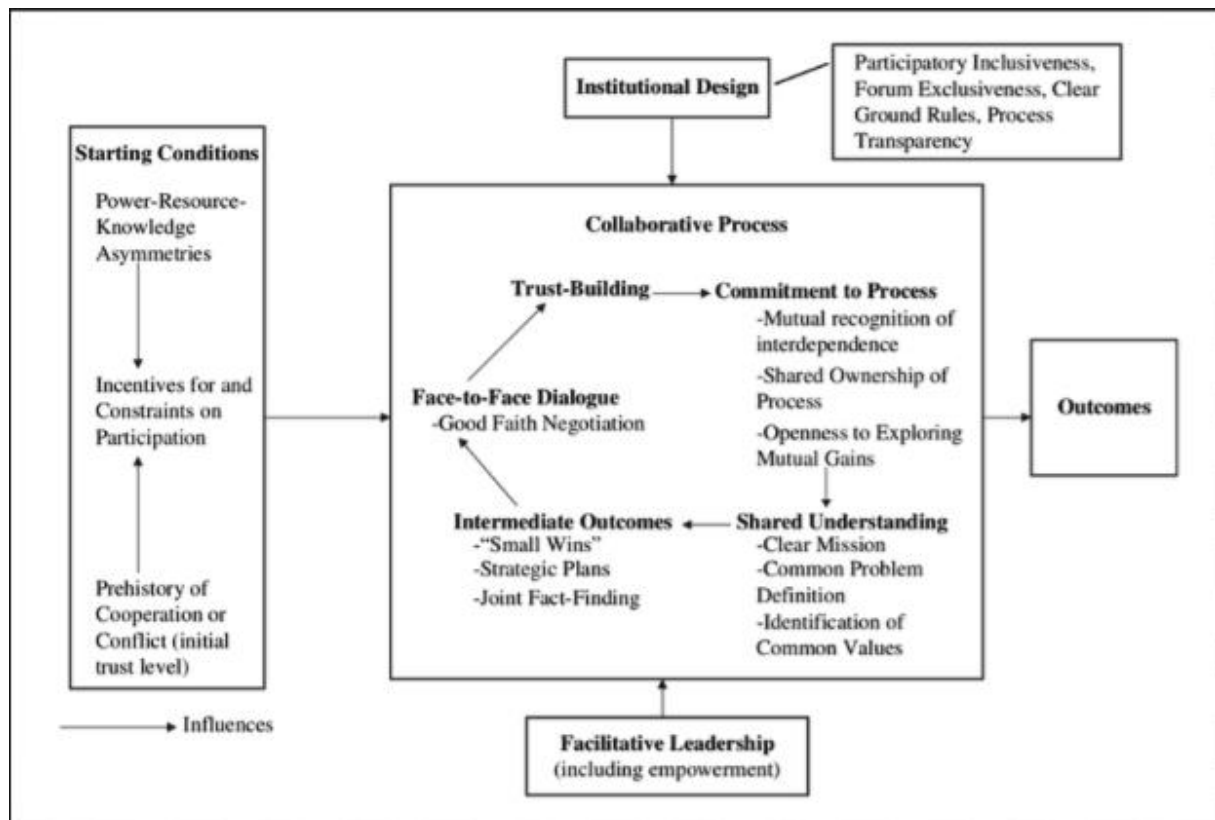 Institutional Design
Participatory Inclusiveness,
Forum Exclusiveness, Clear
Ground Rules, Process
Transparency
Starting Conditions
Power-Resource-
Knowledge
Asymmetries
Incentives for and
Constraints on
Participation
Prehistory of
Cooperation or
Conflict (initial
trust level)
Influences
Collaborative Process
Trust-Building
Commitment to Process
-Mutual recognition of
interdependence
-Shared Ownership of
Process
-Openness to Exploring
Mutual Gains
Face-to-Face Dialogue
-Good Faith Negotiation
Intermediate Outcomes
-“Small Wins”
-Strategic Plans
-Joint Fact-Finding
Shared Understanding
-Clear Mission
-Common Problem
Definition
-Identification of
Common Values
Outcomes
Facilitative Leadership
(including empowerment)